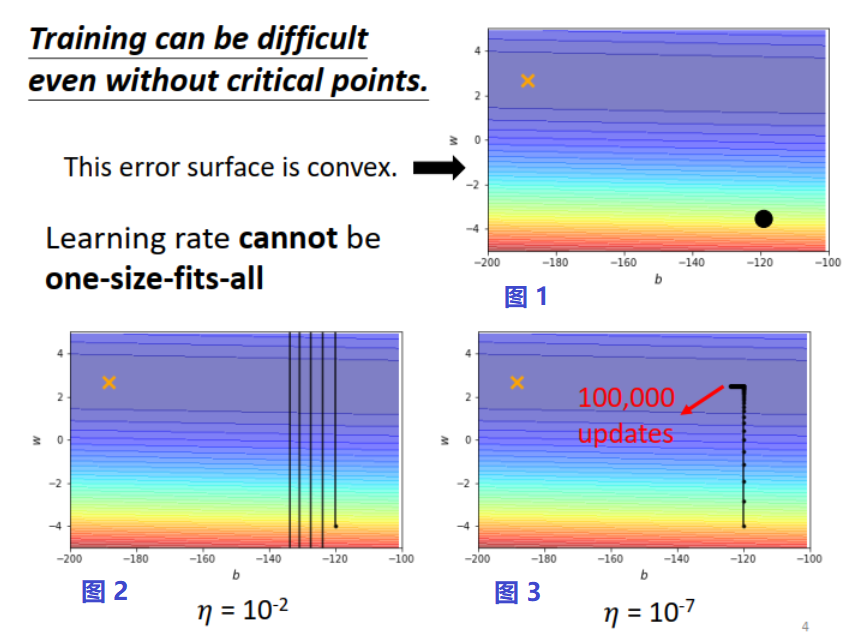 Training can be difficult
even without critical points.
This error surface is convex.
Learning rate cannot be
one-size-fits-all
4
2
0
−2
−4
w
−200
−180
−160
−140
−120
−100
b
图 1
4
2
0
−2
−4
w
−200
−180
−160
−140
−120
−100
b
图 2
η = 10-2
4
2
0
−2
−4
w
100,000
updates
−200
−180
−160
−140
−120
−100
b
图 3
η = 10-7
4